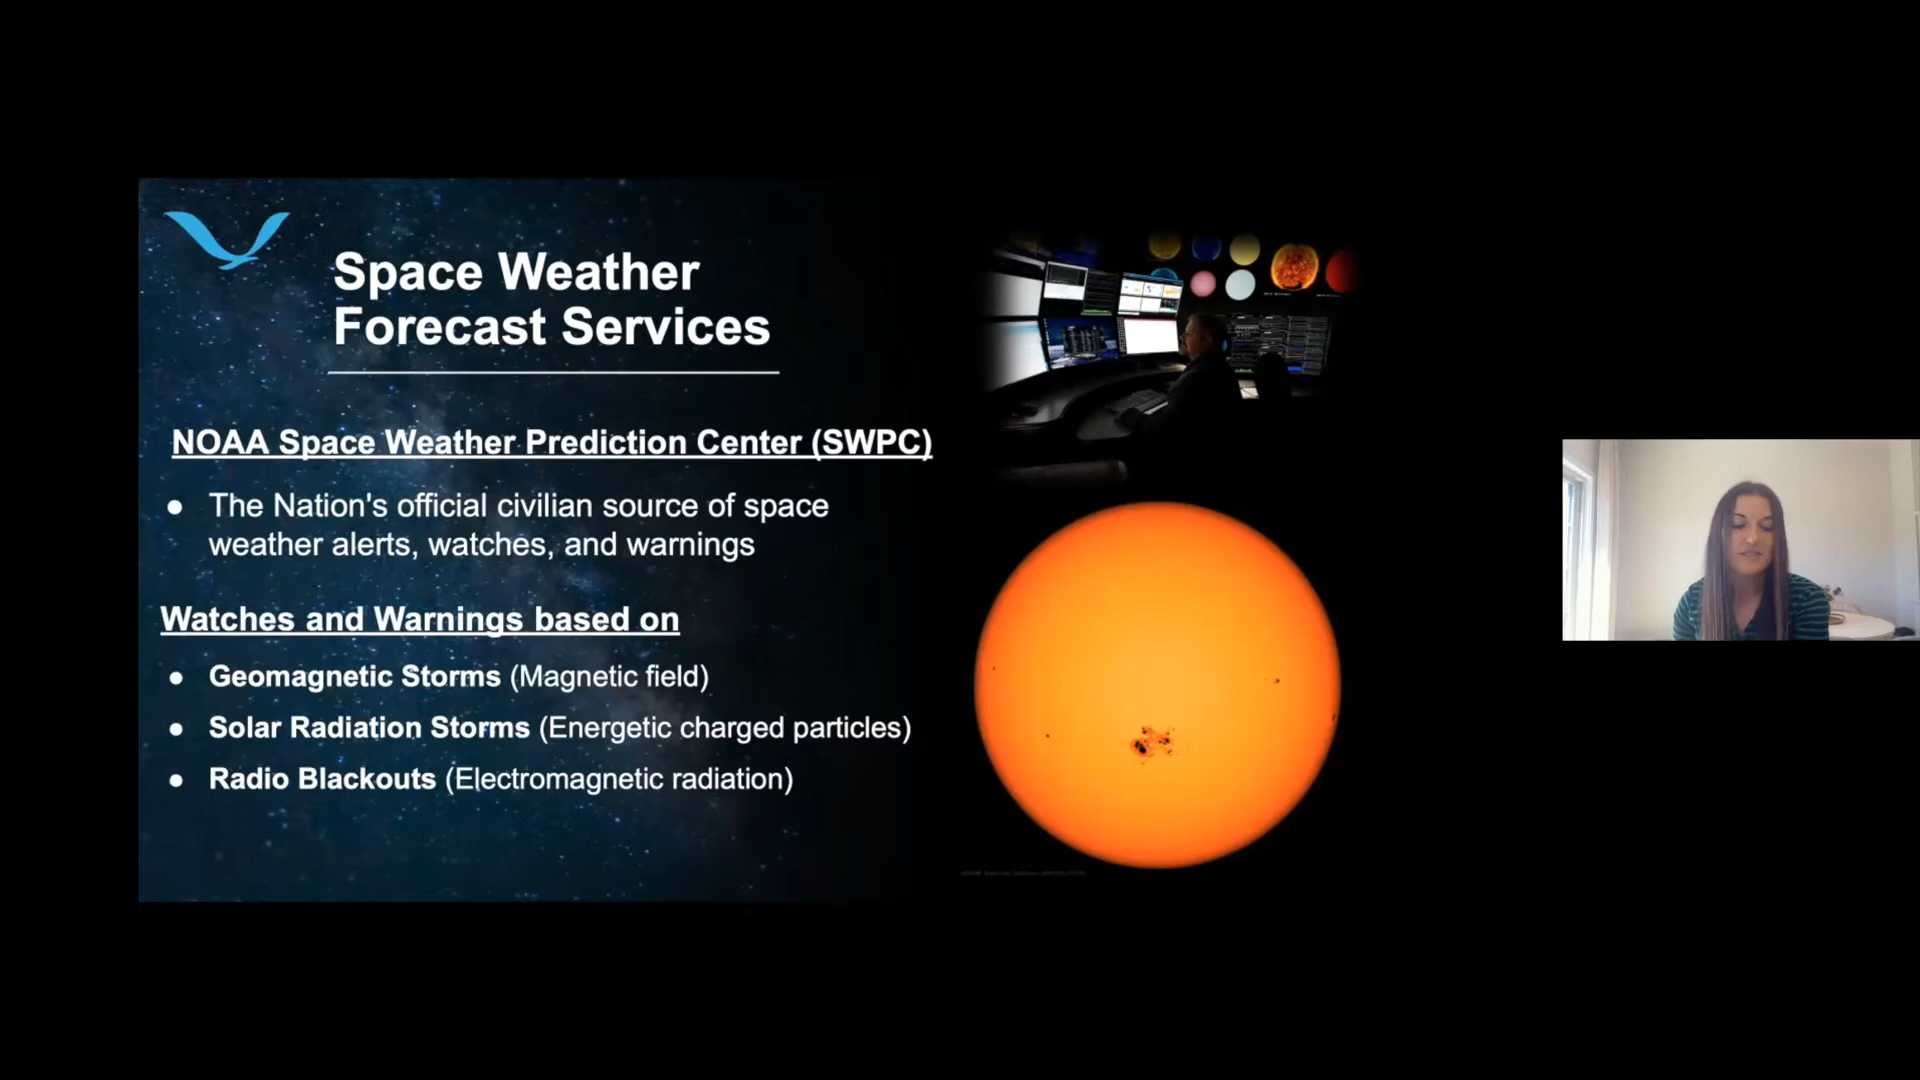 Space Weather
Forecast Services
NOAA Space Weather Prediction Center (SWPC)
● The Nation's official civilian source of space
weather alerts, watches, and warnings
Watches and Warnings based on
● Geomagnetic Storms (Magnetic field)
● Solar Radiation Storms (Energetic charged particles)
● Radio Blackouts (Electromagnetic radiation)